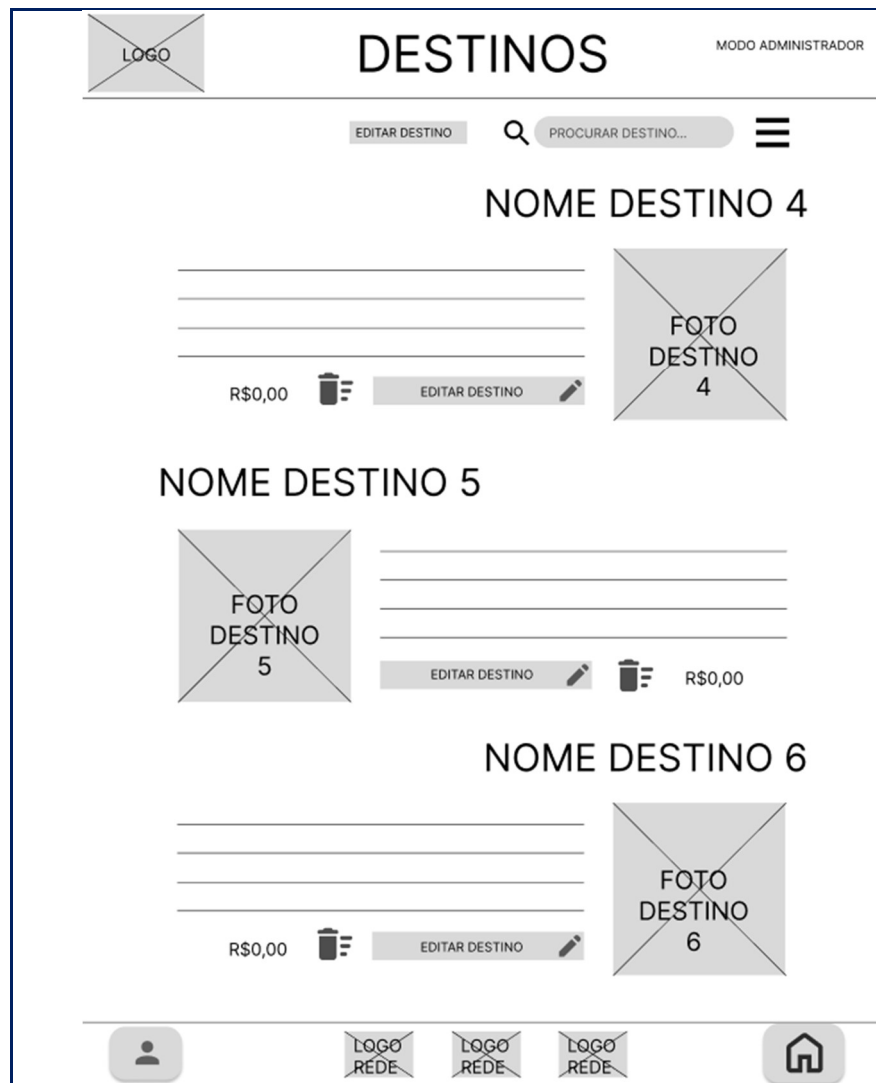 LOGO
DESTINOS
MODO ADMINISTRADOR
EDITAR DESTINO
PROCURAR DESTINO...
NOME DESTINO 4
FOTO
DESTINO
4
R$0,00
EDITAR DESTINO
NOME DESTINO 5
FOTO
DESTINO
5
EDITAR DESTINO
R$0,00
NOME DESTINO 6
FOTO
DESTINO
6
R$0,00
EDITAR DESTINO
LOGO
REDE
LOGO
REDE
LOGO
REDE